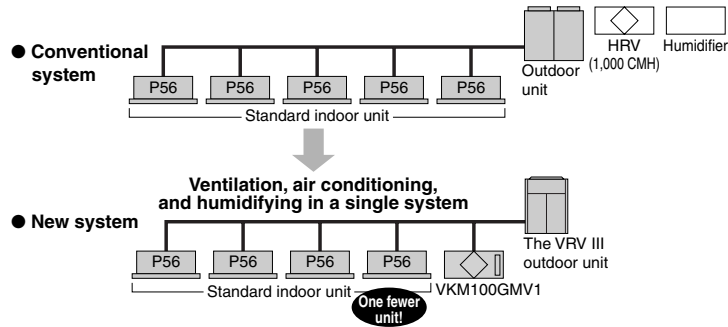 ● Conventional
system
P56 P56 P56 P56 P56
Standard indoor unit
Outdoor
unit
HRV
(1,000 CMH)
Humidifier
Ventilation, air conditioning,
and humidifying in a single system
● New system
P56 P56 P56 P56
Standard indoor unit
One fewer
unit!
VKM100GMV1
The VRV III
outdoor unit